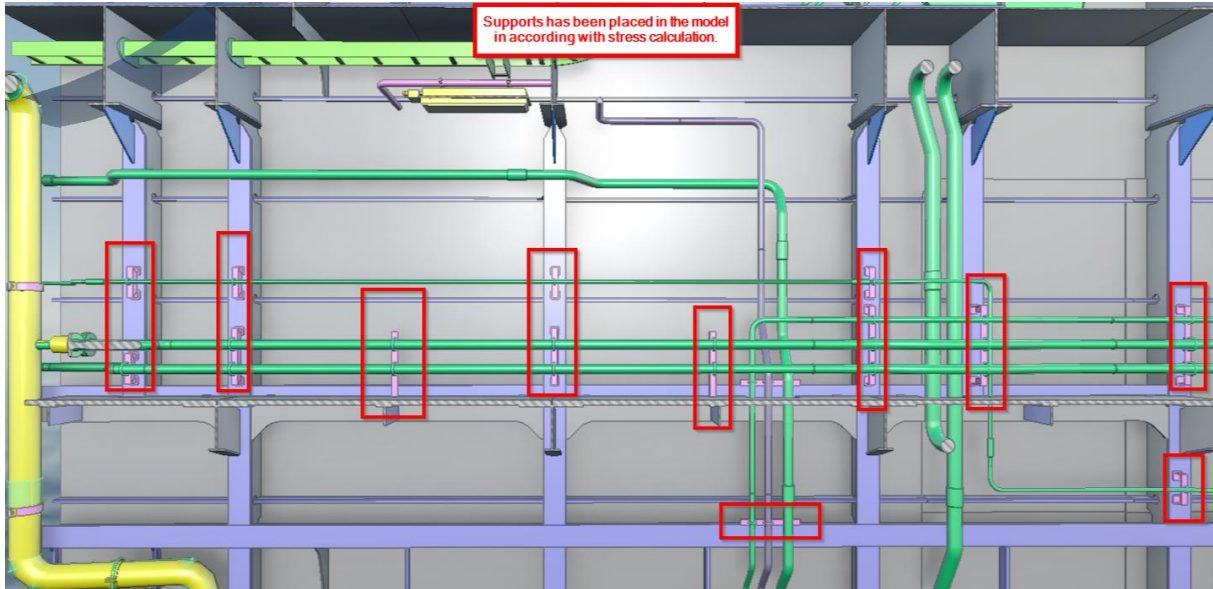 Supports has been placed in the model
in according with stress calculation.